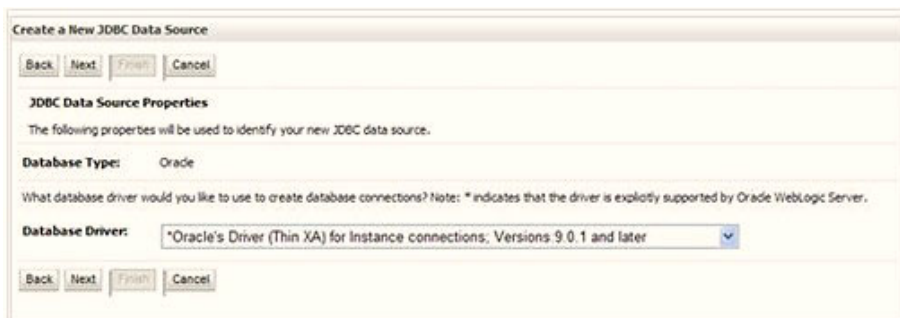 Create a New JDBC Data Source
Back Next Finish Cancel
JDBC Data Source Properties
The following properties will be used to identify your new JDBC data source.
Database Type: Oracle
What database driver would you like to use to create database connections? Note: * indicates that the driver is explicitly supported by Oracle WebLogic Server.
Database Driver: *Oracle's Driver (Thin XA) for Instance connections; Versions 9.0.1 and later
Back Next Finish Cancel